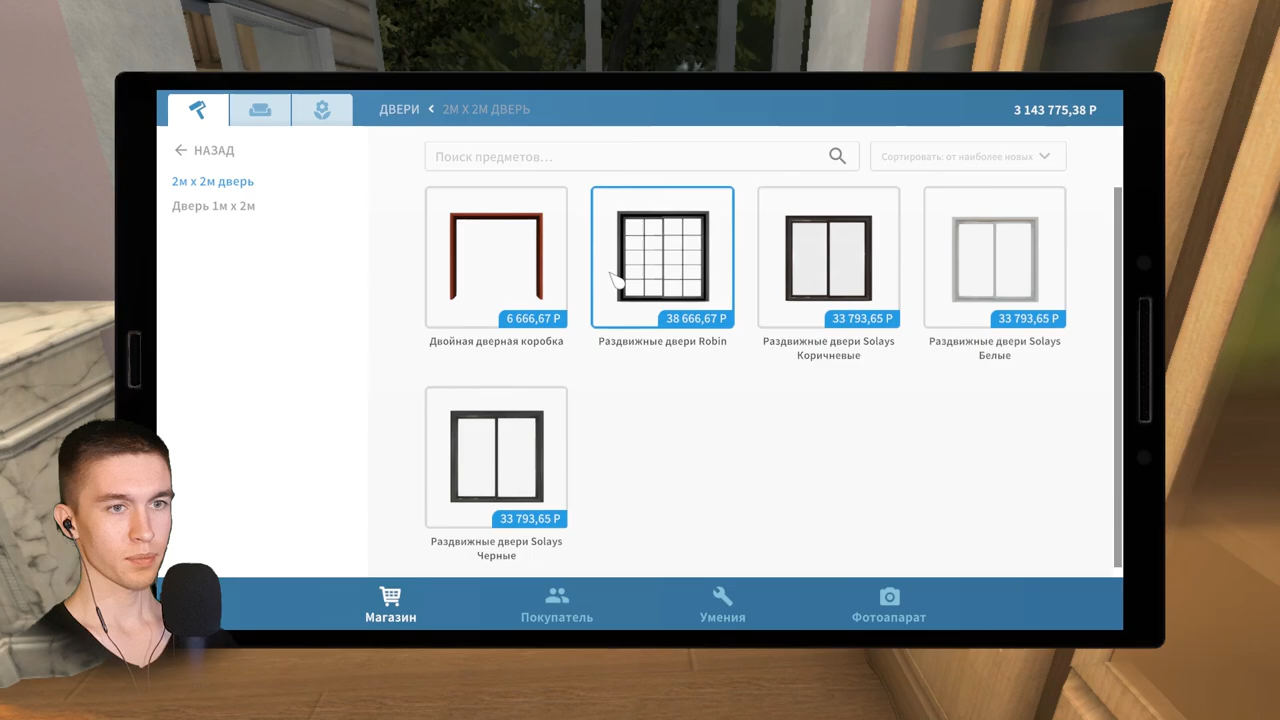 ДВЕРИ < 2М X 2М ДВЕРЬ
3 143 775,38 Р
НАЗАД
Поиск предметов...
Сортировать: от наиболее новых
2м x 2м дверь
Дверь 1м x 2м
6 666,67 Р
38 666,67 Р
33 793,65 Р
33 793,65 Р
Двойная дверная коробка
Раздвижные двери Robin
Раздвижные двери Solays
Коричневые
Раздвижные двери Solays
Белые
33 793,65 Р
Раздвижные двери Solays
Черные
Магазин
Покупатель
Умения
Фотоаппарат